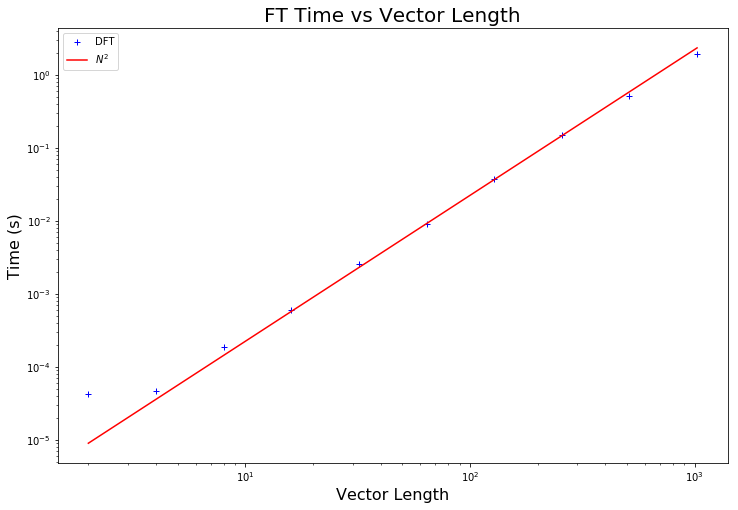 FT Time vs Vector Length
DFT
N²
10⁰
10⁻¹
10⁻²
10⁻³
10⁻⁴
10⁻⁵
Time (s)
10¹ 10² 10³
Vector Length